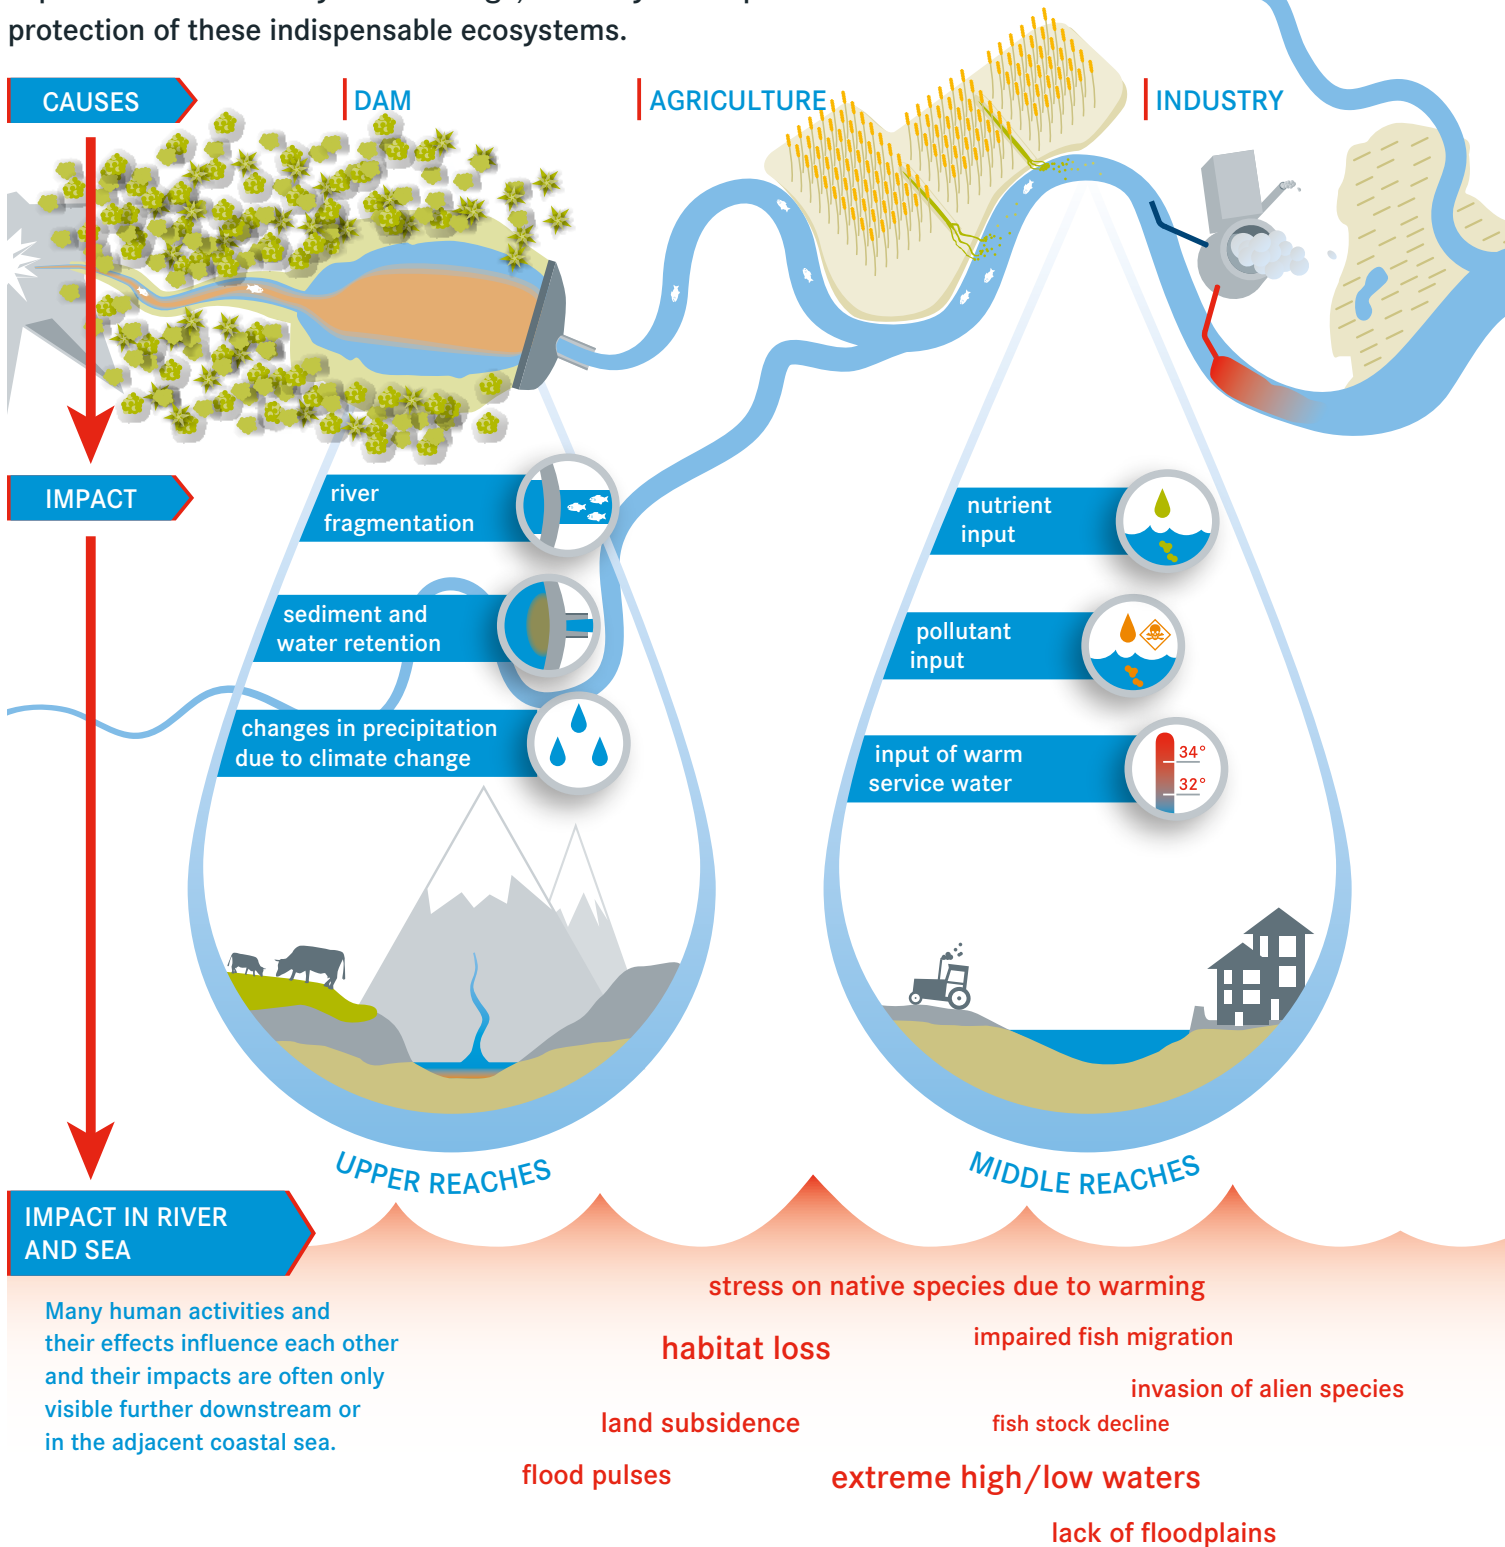 protection of these indispensable ecosystems.
CAUSES
DAM
AGRICULTURE
INDUSTRY
IMPACT
river
fragmentation
sediment and
water retention
changes in precipitation
due to climate change
nutrient
input
pollutant
input
input of warm
service water
34°
32°
UPPER REACHES
MIDDLE REACHES
IMPACT IN RIVER
AND SEA
Many human activities and
their effects influence each other
and their impacts are often only
visible further downstream or
in the adjacent coastal sea.
stress on native species due to warming
habitat loss
impaired fish migration
invasion of alien species
land subsidence
fish stock decline
flood pulses
extreme high/low waters
lack of floodplains